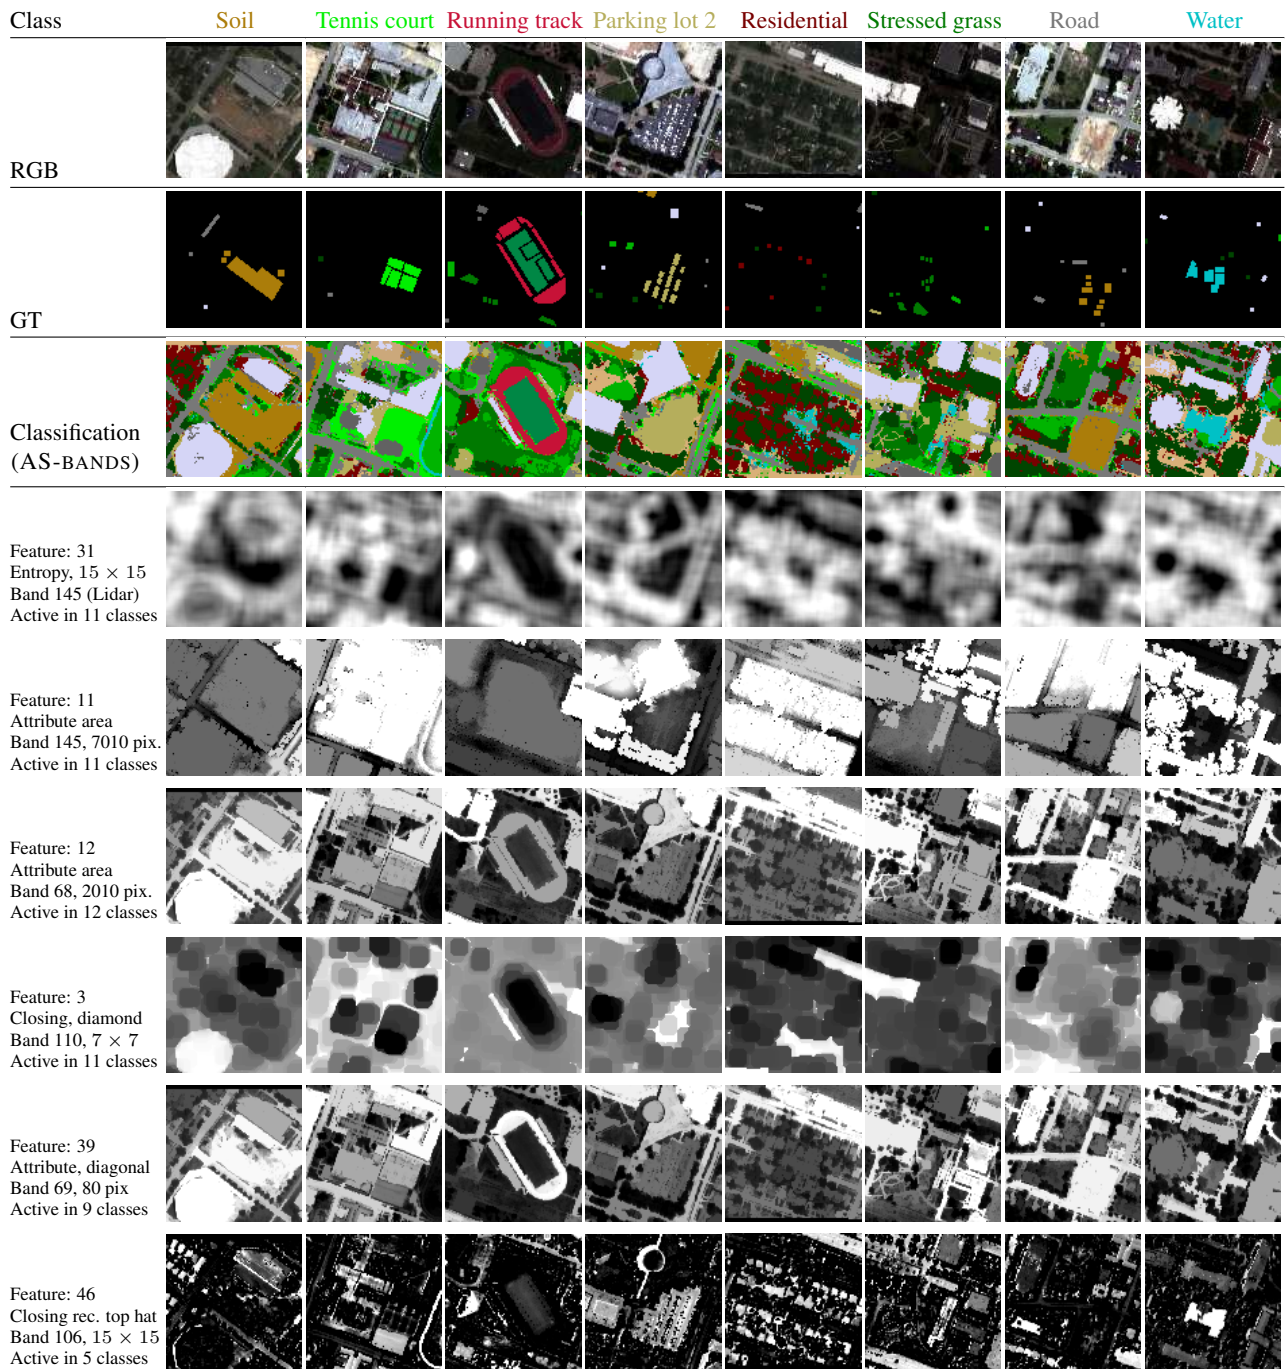 Class Soil Tennis court Running track Parking lot 2 Residential Stressed grass Road Water
RGB
GT
Classification
(AS-BANDS)
Feature: 31
Entropy, 15 × 15
Band 145 (Lidar)
Active in 11 classes
Feature: 11
Attribute area
Band 145, 7010 pix.
Active in 11 classes
Feature: 12
Attribute area
Band 68, 2010 pix.
Active in 12 classes
Feature: 3
Closing, diamond
Band 110, 7 × 7
Active in 11 classes
Feature: 39
Attribute, diagonal
Band 69, 80 pix
Active in 9 classes
Feature: 46
Closing rec. top hat
Band 106, 15 × 15
Active in 5 classes